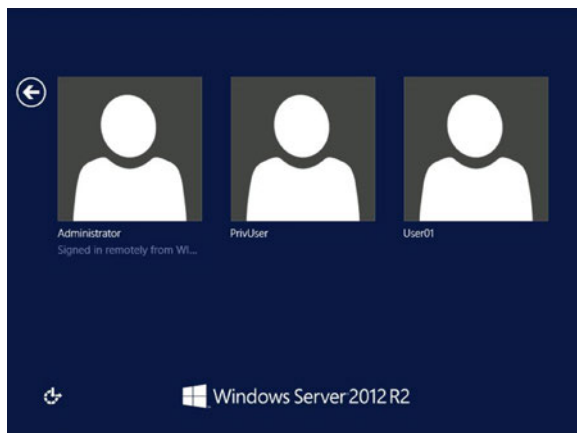 Administrator
Signed in remotely from WI...
PrivUser
User01
Windows Server 2012 R2